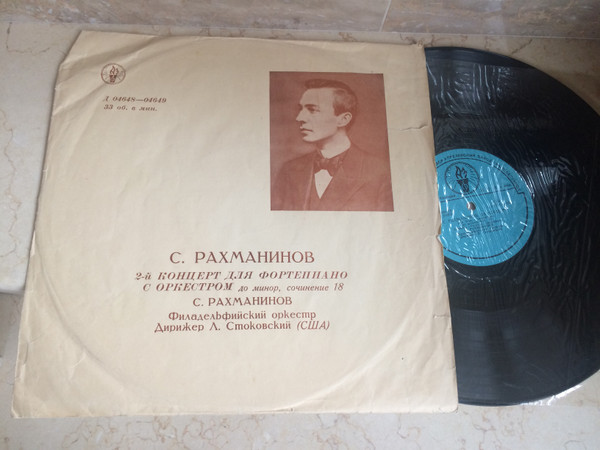 Д 04648—04649
33 об. в мин.
С. РАХМАНИНОВ
2-й КОНЦЕРТ ДЛЯ ФОРТЕПИАНО
С ОРКЕСТРОМ до минор, сочинение 18
С. РАХМАНИНОВ
Филадельфийский оркестр
Дирижер Л. Стоковский (США)